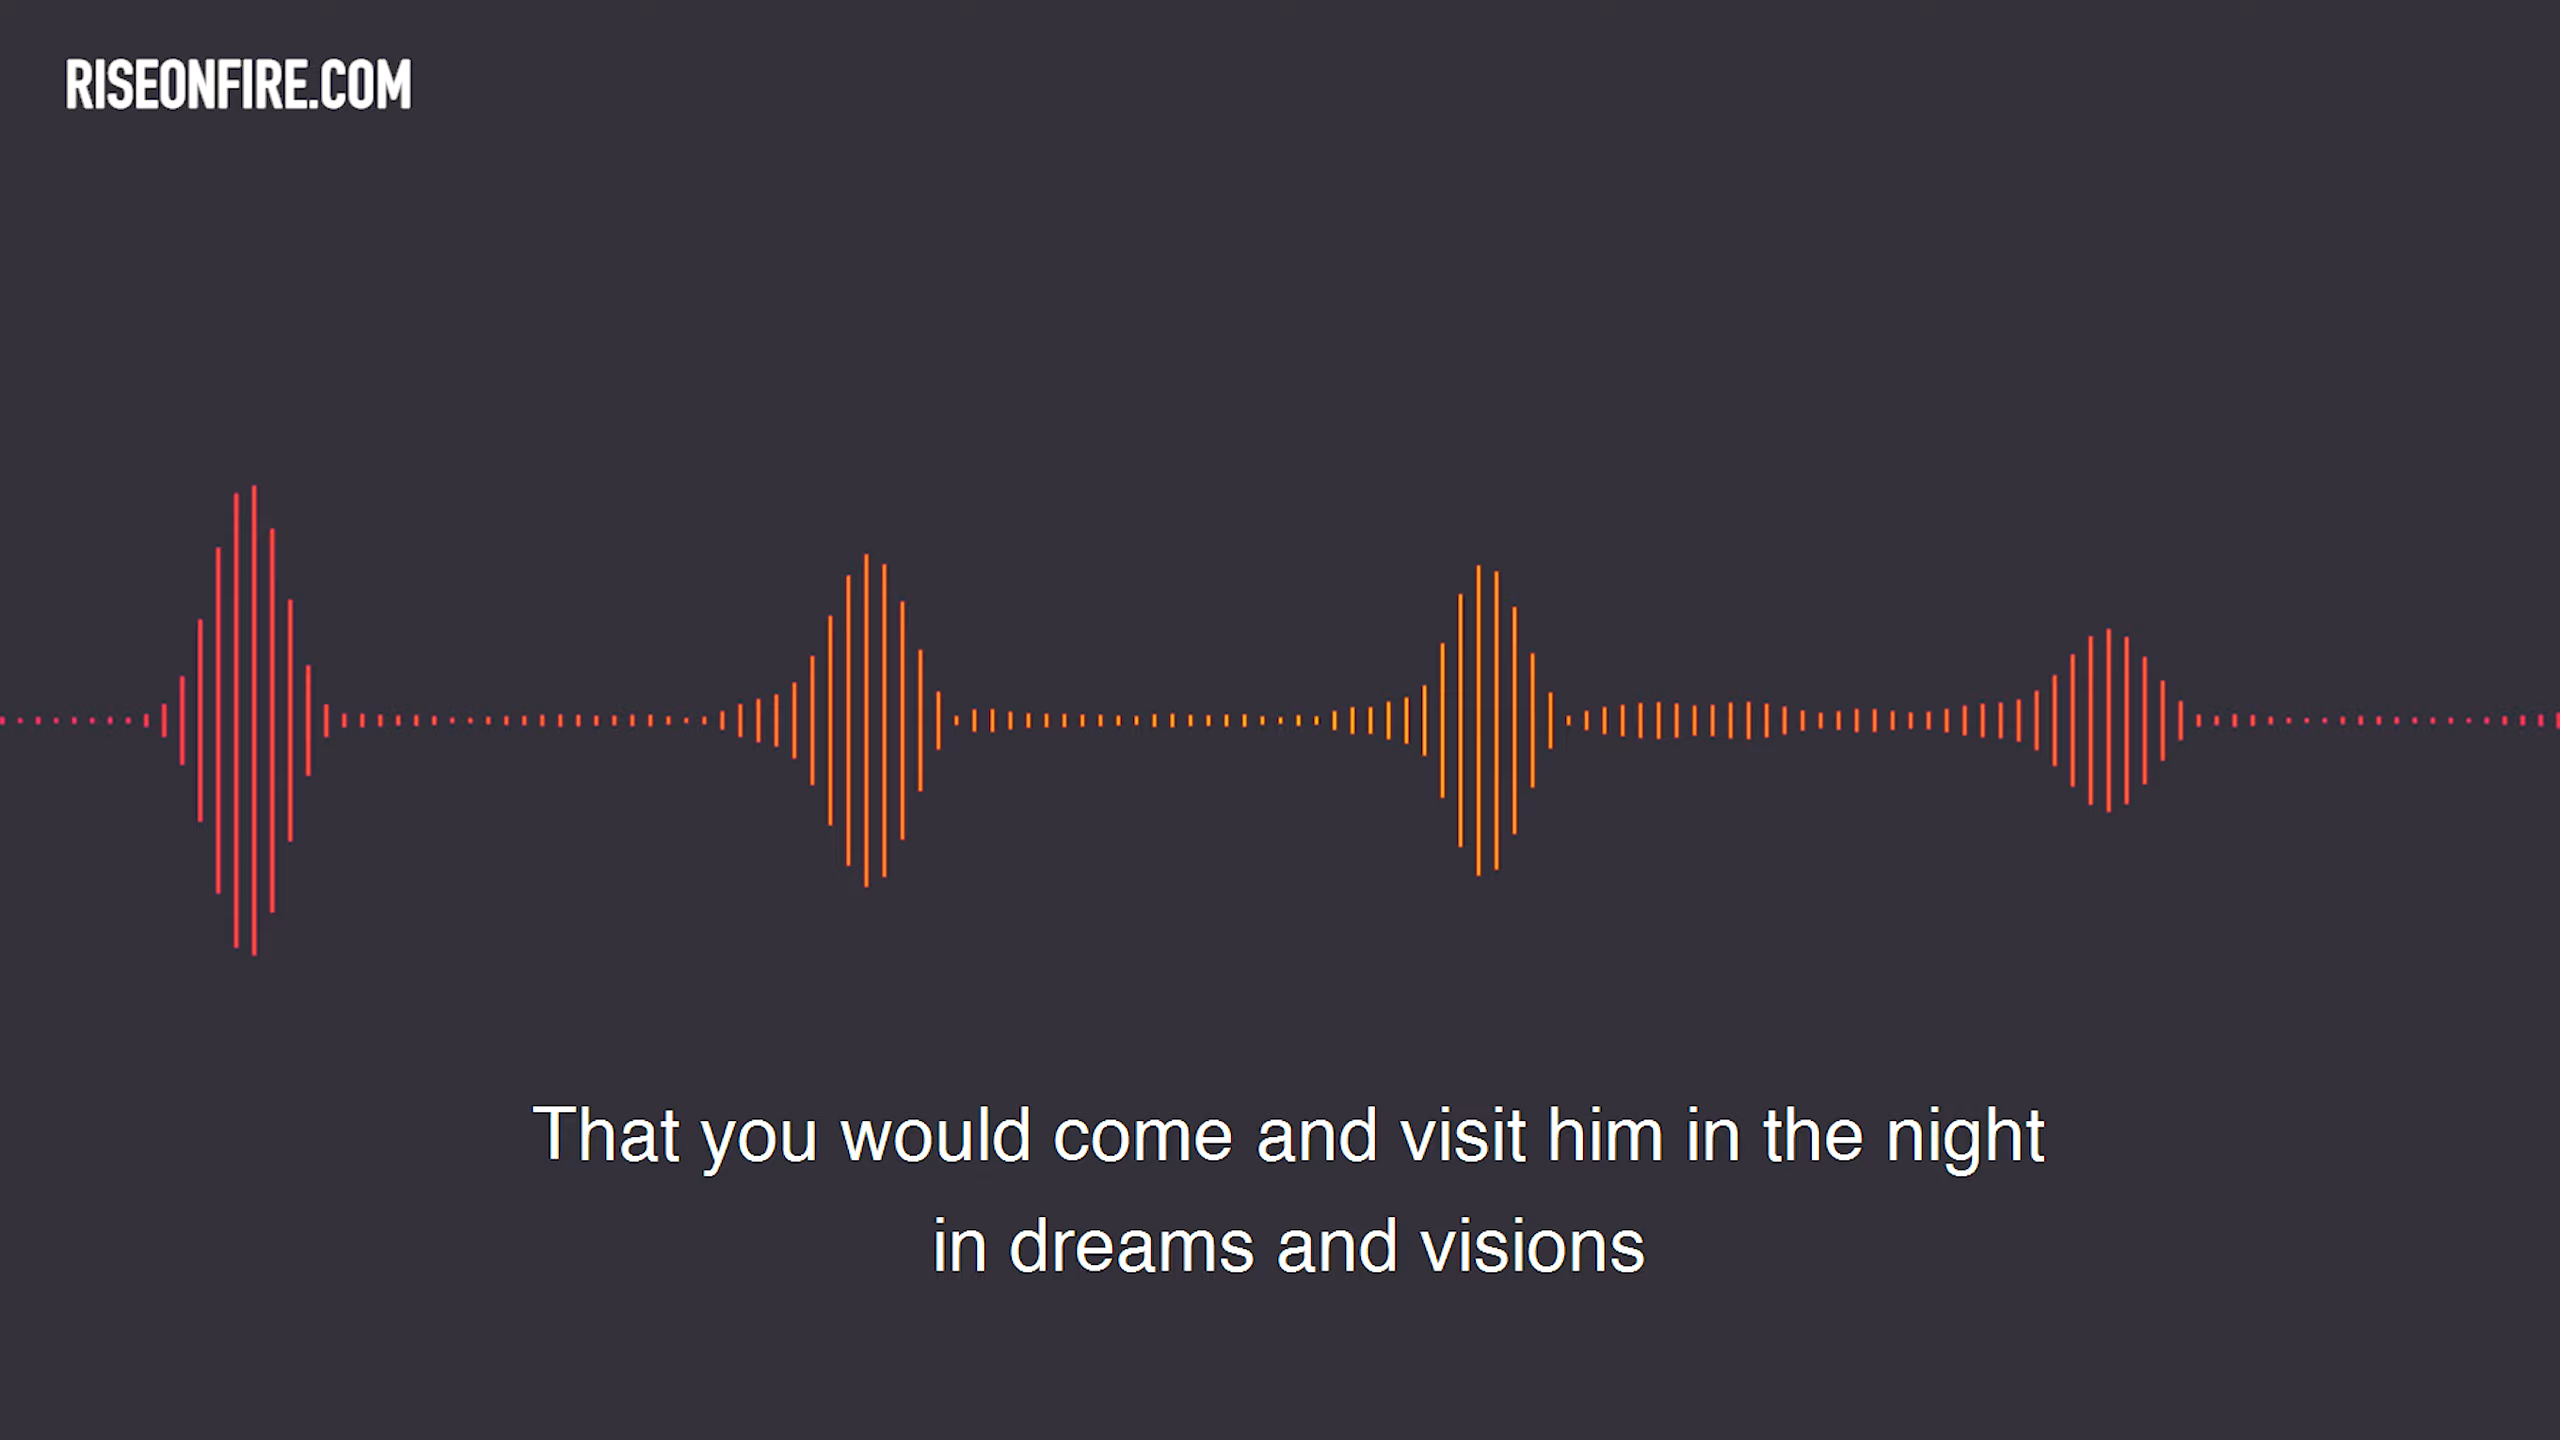 RISEONFIRE.COM
That you would come and visit him in the night
in dreams and visions